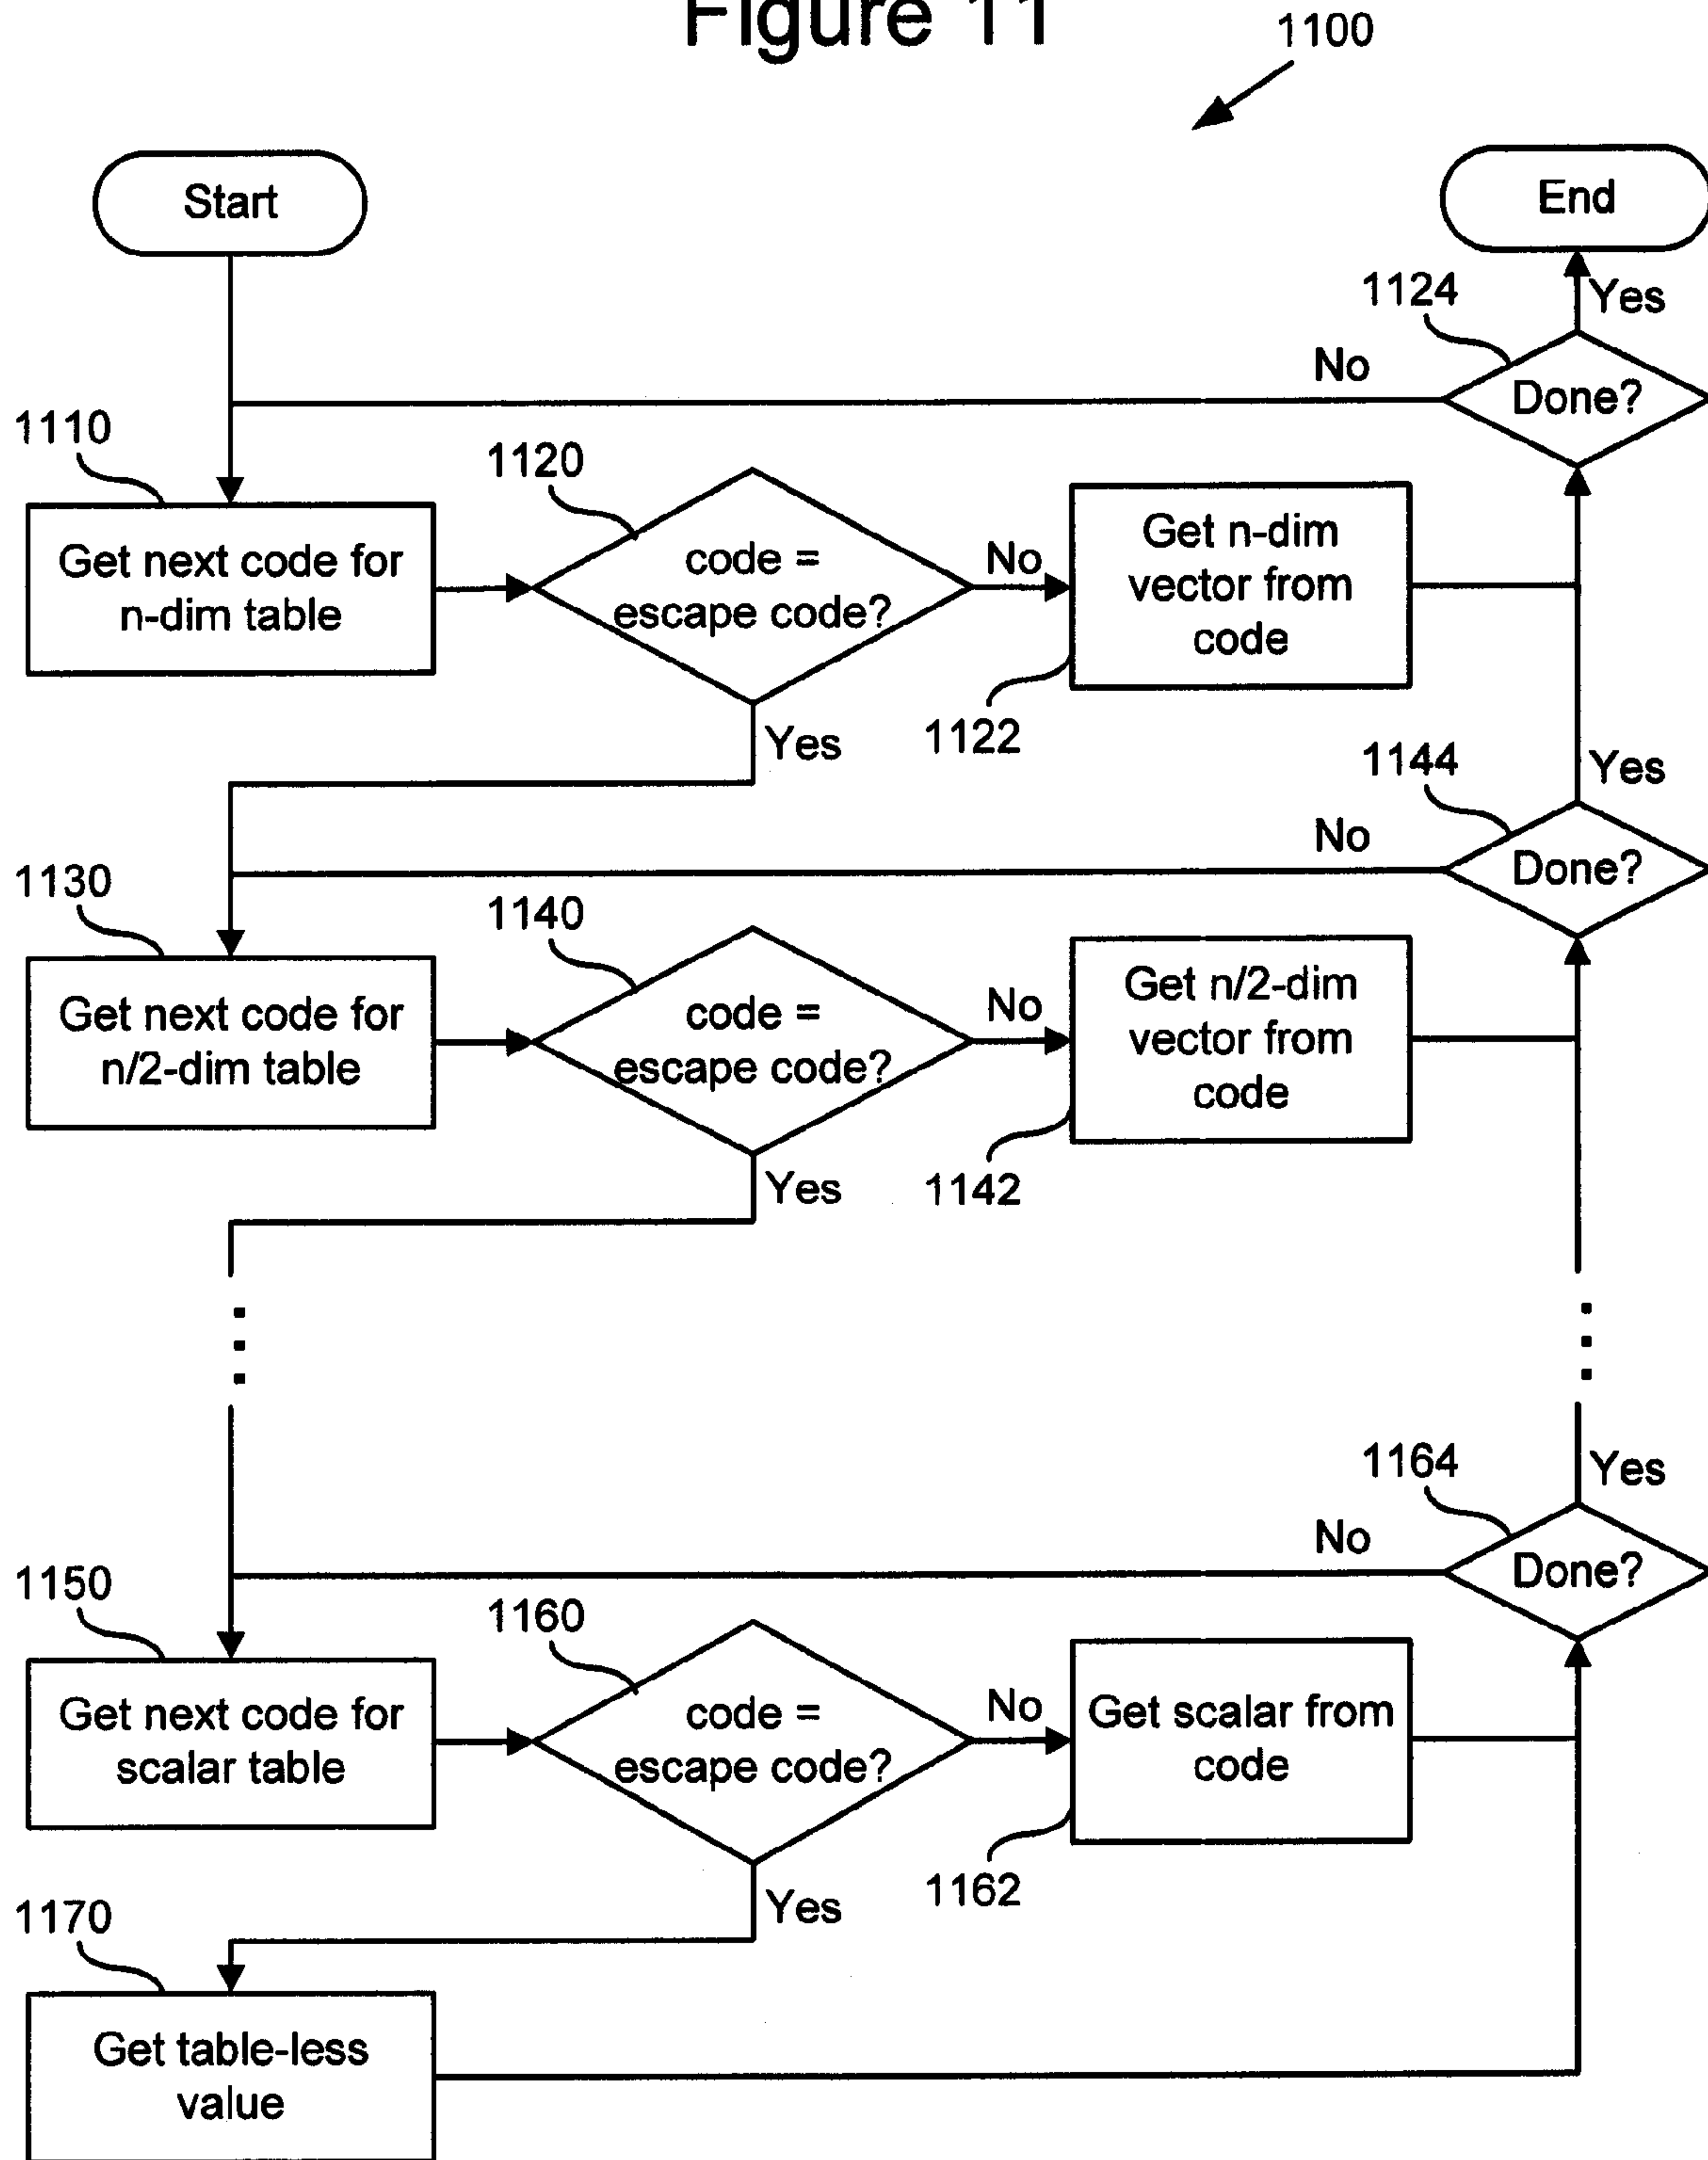 Figure 11
1100
Start
End
1124
Yes
No
Done?
1110
1120
Get next code for
n-dim table
code =
escape code?
No
Get n-dim
vector from
code
1122
Yes
1144
Yes
No
Done?
1130
1140
Get next code for
n/2-dim table
code =
escape code?
No
Get n/2-dim
vector from
code
1142
Yes
1164
Yes
No
Done?
1150
1160
Get next code for
scalar table
code =
escape code?
No
Get scalar from
code
1162
Yes
1170
Get table-less
value